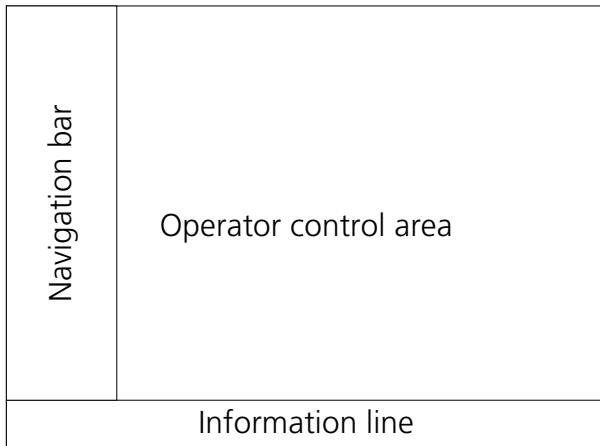 Navigation bar
Operator control area
Information line